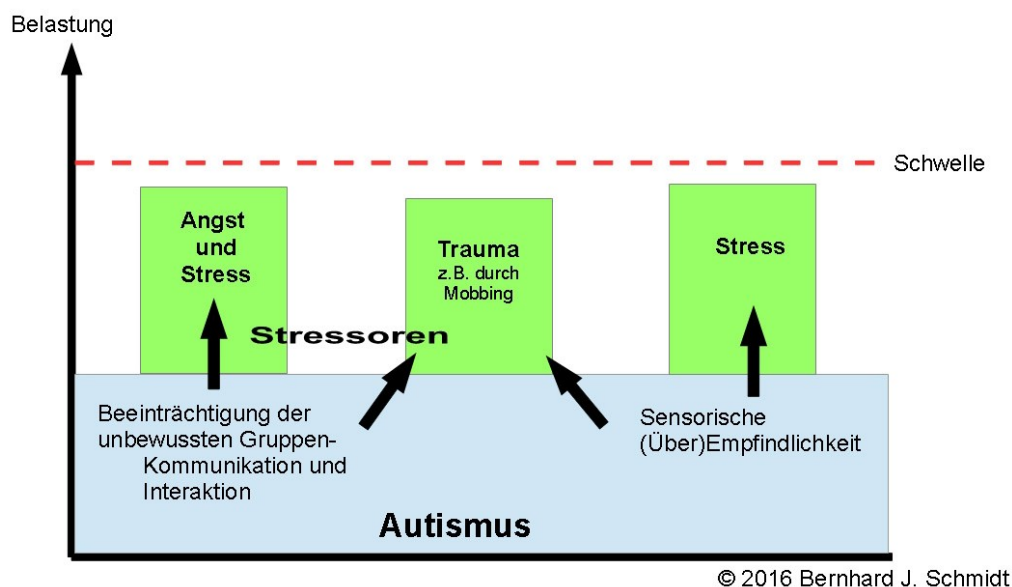 Belastung
Schwelle
Angst
und
Stress
Trauma
z.B. durch
Mobbing
Stress
Stressoren
Beeinträchtigung der
unbewussten Gruppen-
Kommunikation und
Interaktion
Sensorische
(Über)Empfindlichkeit
Autismus
© 2016 Bernhard J. Schmidt